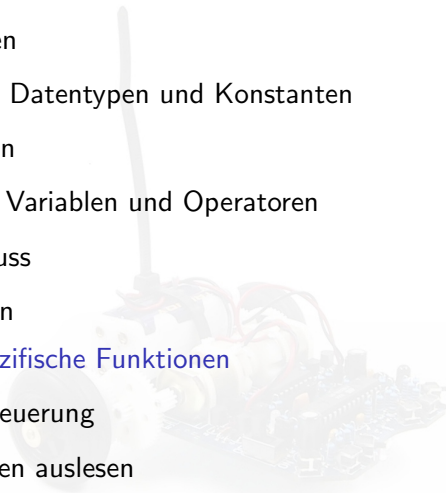 en
Datentypen und Konstanten
n
Variablen und Operatoren
uss
n
zifische Funktionen
euerung
en auslesen